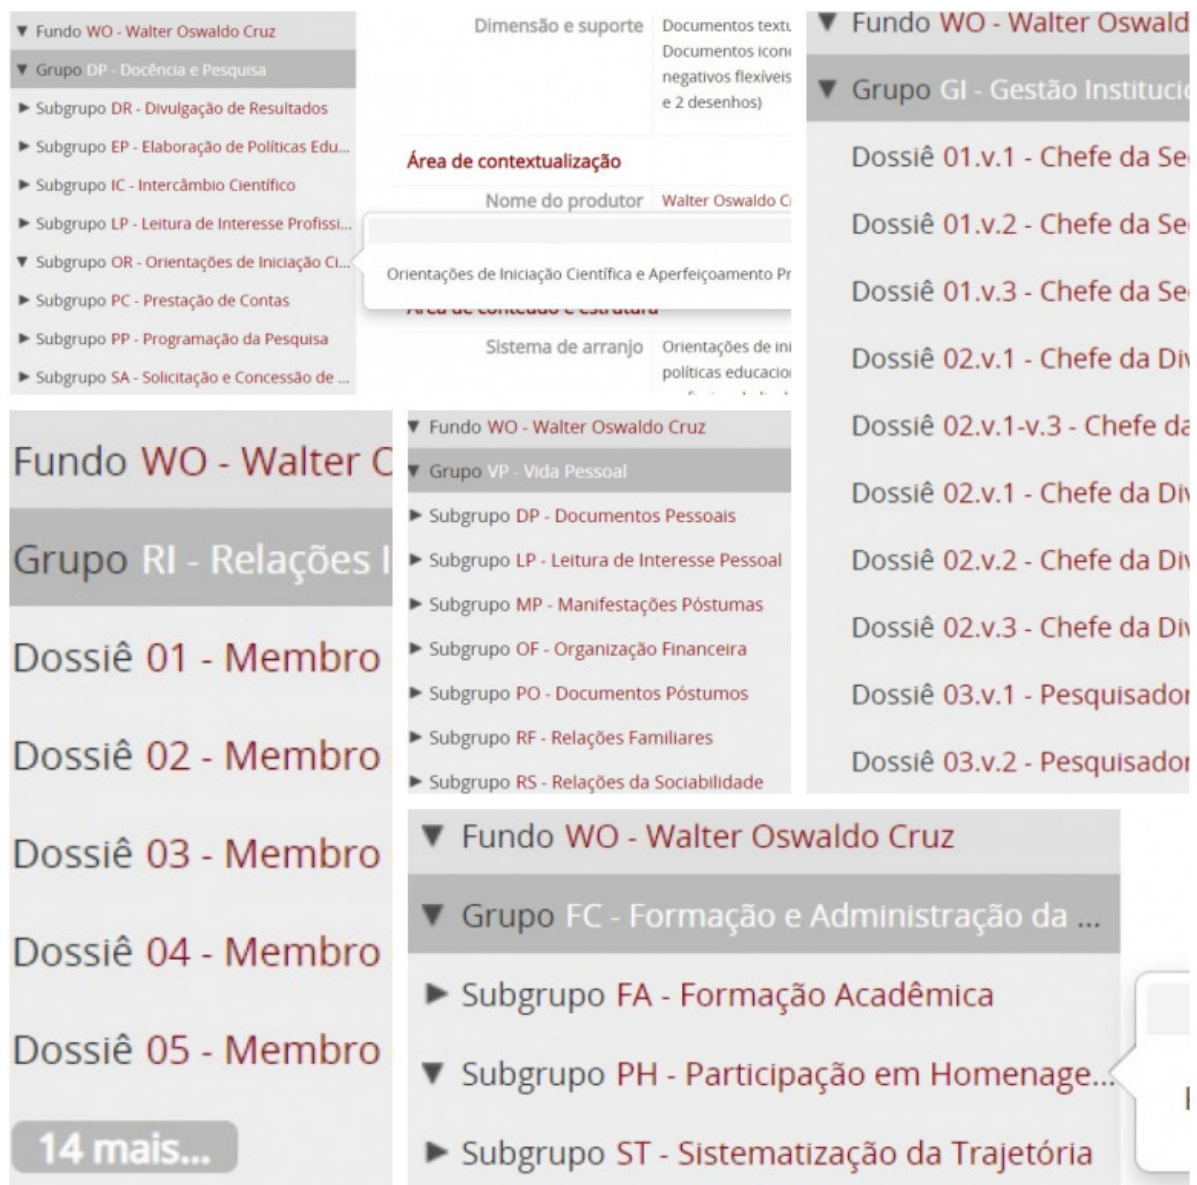 Fundo WO - Walter Oswaldo Cruz
Grupo DP - Docência e Pesquisa
Subgrupo DR - Divulgação de Resultados
Subgrupo EP - Elaboração de Políticas Edu...
Subgrupo IC - Intercâmbio Científico
Subgrupo LP - Leitura de Interesse Profissi...
Subgrupo OR - Orientações de Iniciação Ci...
Subgrupo PC - Prestação de Contas
Subgrupo PP - Programação da Pesquisa
Subgrupo SA - Solicitação e Concessão de ...
Dimensão e suporte
Documentos textu
Documentos icon
negativos flexíveis
e 2 desenhos)
Área de contextualização
Nome do produtor Walter Oswaldo C
Orientações de Iniciação Científica e Aperfeiçoamento Pr
Área de conteúdo e estrutura
Sistema de arranjo
Orientações de ini
políticas educacio
Fundo WO - Walter Oswald
Grupo GI - Gestão Instituci
Dossiê 01.v.1 - Chefe da Se
Dossiê 01.v.2 - Chefe da Se
Dossiê 01.v.3 - Chefe da Se
Dossiê 02.v.1 - Chefe da Div
Dossiê 02.v.1-v.3 - Chefe da
Dossiê 02.v.1 - Chefe da Div
Dossiê 02.v.2 - Chefe da Div
Dossiê 02.v.3 - Chefe da Div
Dossiê 03.v.1 - Pesquisador
Dossiê 03.v.2 - Pesquisador
Fundo WO - Walter O
Grupo RI - Relações I
Dossiê 01 - Membro
Dossiê 02 - Membro
Dossiê 03 - Membro
Dossiê 04 - Membro
Dossiê 05 - Membro
14 mais...
Fundo WO - Walter Oswaldo Cruz
Grupo VP - Vida Pessoal
Subgrupo DP - Documentos Pessoais
Subgrupo LP - Leitura de Interesse Pessoal
Subgrupo MP - Manifestações Póstumas
Subgrupo OF - Organização Financeira
Subgrupo PO - Documentos Póstumos
Subgrupo RF - Relações Familiares
Subgrupo RS - Relações da Sociabilidade
Fundo WO - Walter Oswaldo Cruz
Grupo FC - Formação e Administração da ...
Subgrupo FA - Formação Acadêmica
Subgrupo PH - Participação em Homenage...
Subgrupo ST - Sistematização da Trajetória